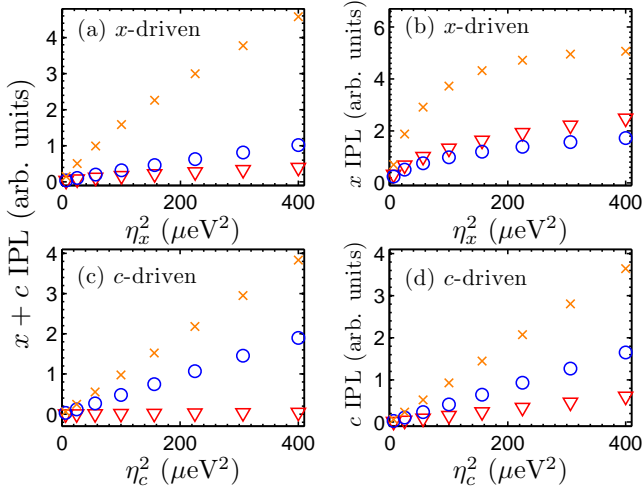 (a) x-driven
4
3
2
1
0
0 200 400
η_x^2 (μeV^2)
(b) x-driven
6
4
2
0
x IPL (arb. units)
0 200 400
η_x^2 (μeV^2)
x + c IPL (arb. units)
(c) c-driven
4
3
2
1
0
0 200 400
η_c^2 (μeV^2)
(d) c-driven
4
3
2
1
0
c IPL (arb. units)
0 200 400
η_c^2 (μeV^2)